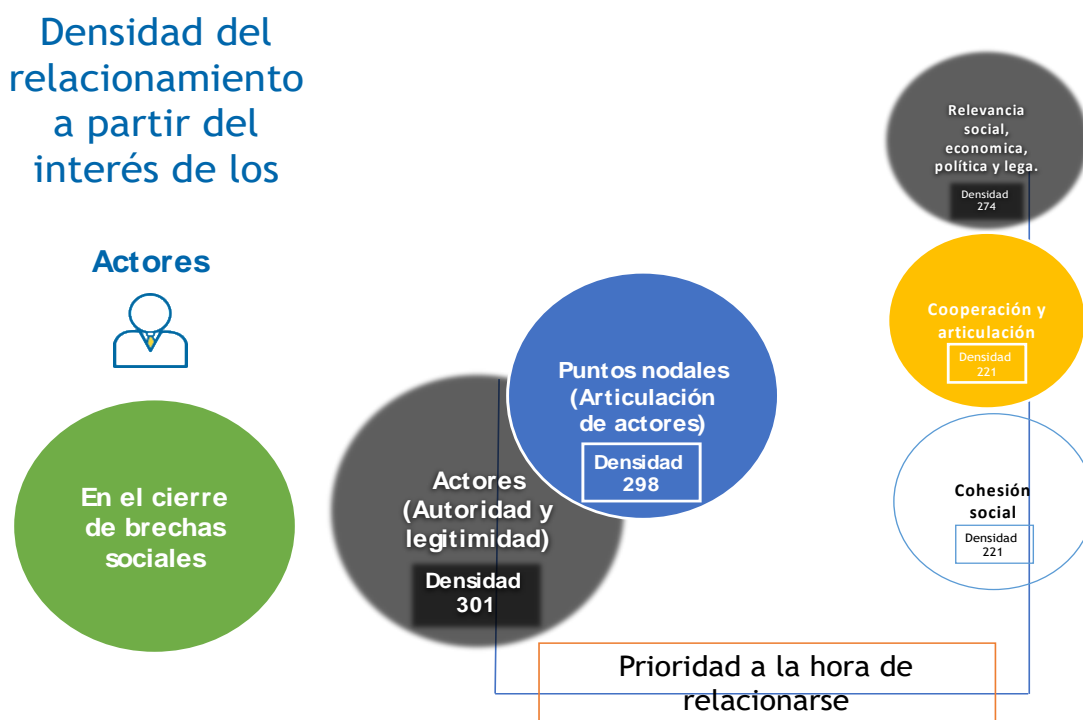 Densidad del
relacionamiento
a partir del
interés de los
Actores
En el cierre
de brechas
sociales
Actores
(Autoridad y
legitimidad)
Densidad
301
Puntos nodales
(Articulación
de actores)
Densidad
298
Relevancia
social,
economica,
política y lega.
Densidad
274
Cooperación y
articulación
Densidad
221
Cohesión
social
Densidad
221
Prioridad a la hora de
relacionarse